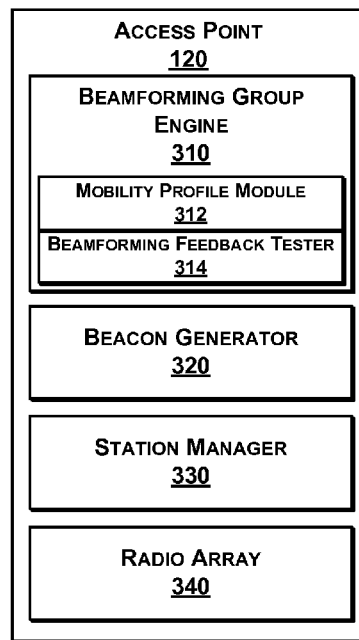 ACCESS POINT
120
BEAMFORMING GROUP
ENGINE
310
MOBILITY PROFILE MODULE
312
BEAMFORMING FEEDBACK TESTER
314
BEACON GENERATOR
320
STATION MANAGER
330
RADIO ARRAY
340